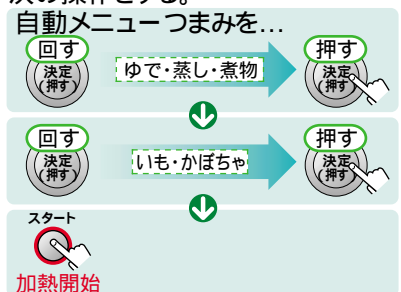 次の操作をする。
自動メニューつまみを…
回す
決定
(押す)
ゆで・蒸し・煮物
押す
決定
(押す)
回す
決定
(押す)
いも・かぼちゃ
押す
決定
(押す)
スタート
加熱開始